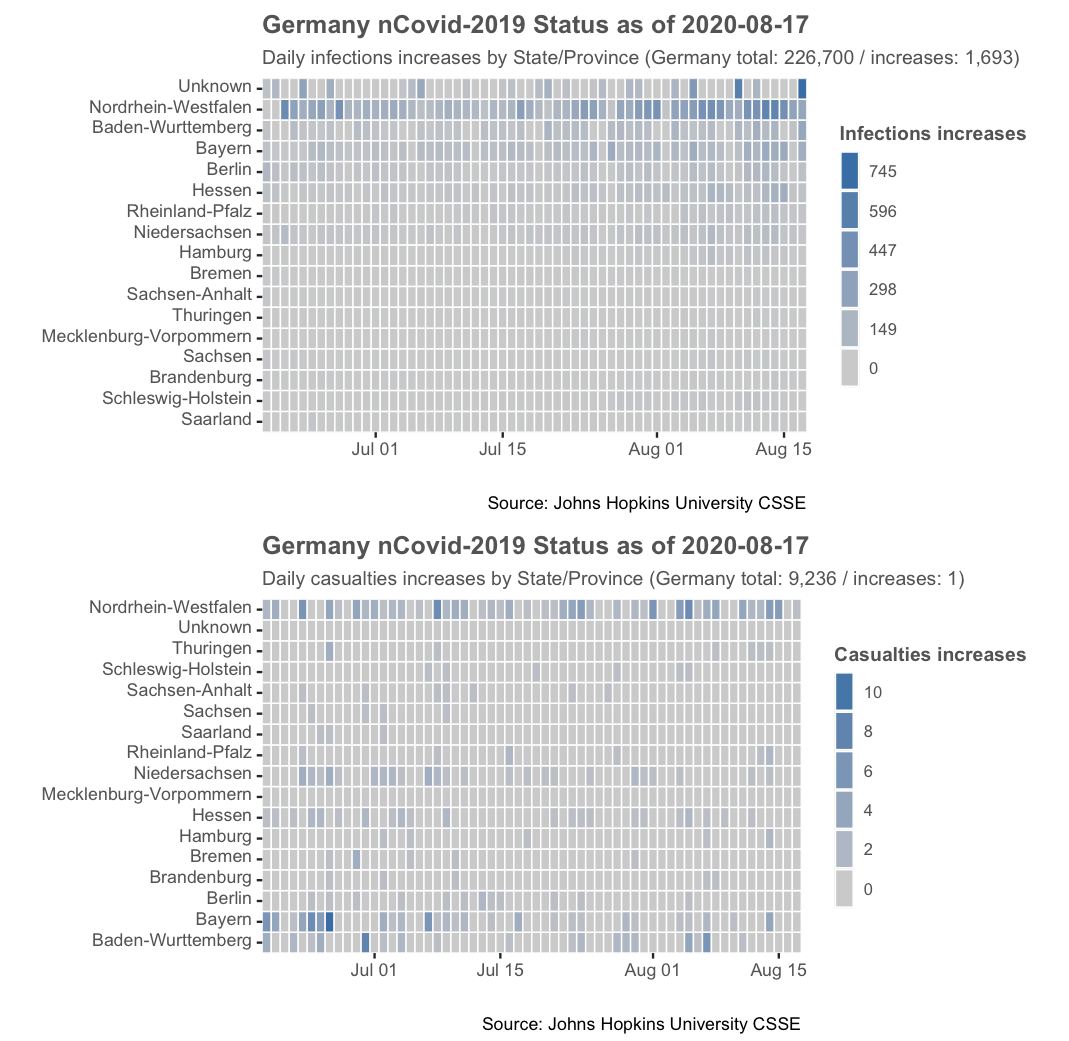 Germany nCovid-2019 Status as of 2020-08-17
Daily infections increases by State/Province (Germany total: 226,700 / increases: 1,693)
Unknown
Nordrhein-Westfalen
Baden-Wurttemberg
Bayern
Berlin
Hessen
Rheinland-Pfalz
Niedersachsen
Hamburg
Bremen
Sachsen-Anhalt
Thuringen
Mecklenburg-Vorpommern
Sachsen
Brandenburg
Schleswig-Holstein
Saarland
Jul 01 Jul 15 Aug 01 Aug 15
Infections increases
745
596
447
298
149
0
Source: Johns Hopkins University CSSE
Germany nCovid-2019 Status as of 2020-08-17
Daily casualties increases by State/Province (Germany total: 9,236 / increases: 1)
Nordrhein-Westfalen
Unknown
Thuringen
Schleswig-Holstein
Sachsen-Anhalt
Sachsen
Saarland
Rheinland-Pfalz
Niedersachsen
Mecklenburg-Vorpommern
Hessen
Hamburg
Bremen
Brandenburg
Berlin
Bayern
Baden-Wurttemberg
Jul 01 Jul 15 Aug 01 Aug 15
Casualties increases
10
8
6
4
2
0
Source: Johns Hopkins University CSSE